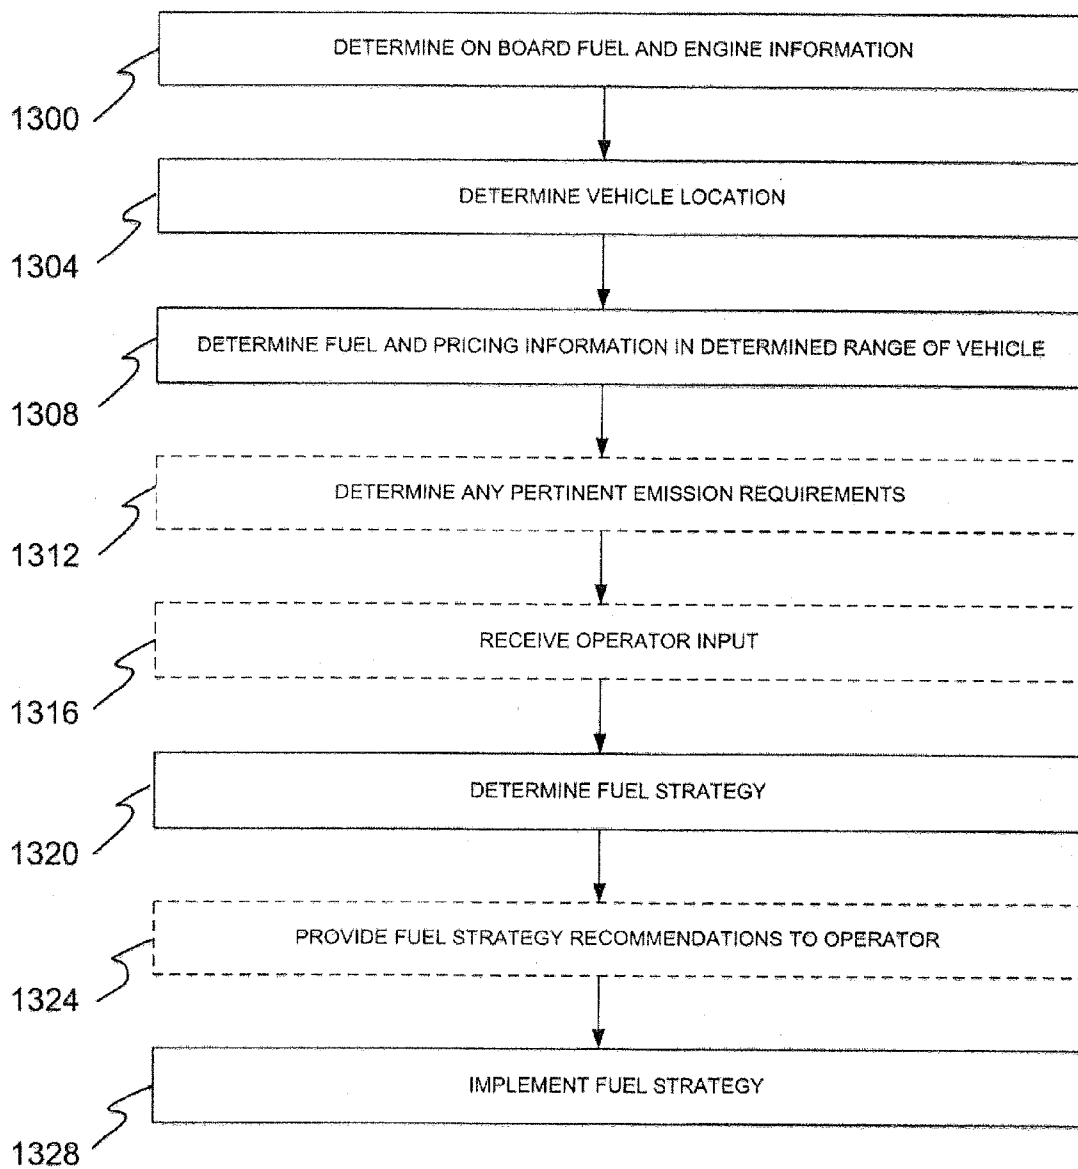 DETERMINE ON BOARD FUEL AND ENGINE INFORMATION
1300
DETERMINE VEHICLE LOCATION
1304
DETERMINE FUEL AND PRICING INFORMATION IN DETERMINED RANGE OF VEHICLE
1308
DETERMINE ANY PERTINENT EMISSION REQUIREMENTS
1312
RECEIVE OPERATOR INPUT
1316
DETERMINE FUEL STRATEGY
1320
PROVIDE FUEL STRATEGY RECOMMENDATIONS TO OPERATOR
1324
IMPLEMENT FUEL STRATEGY
1328